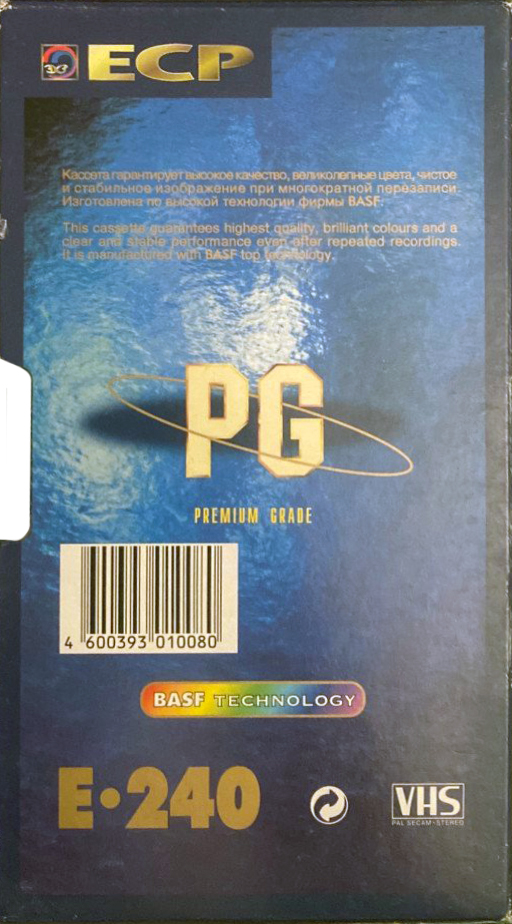 ЭХЭ ECP
Кассета гарантирует высокое качество, великолепные цвета, чистое
и стабильное изображение при многократной перезаписи.
Изготовлена по высокой технологии фирмы BASF.
This cassette guarantees highest quality, brilliant colours and a
clear and stable performance even after repeated recordings.
It is manufactured with BASF top technology.
PG
PREMIUM GRADE
4 600393 010080
BASF TECHNOLOGY
E•240
VHS
PAL SECAM•STEREO